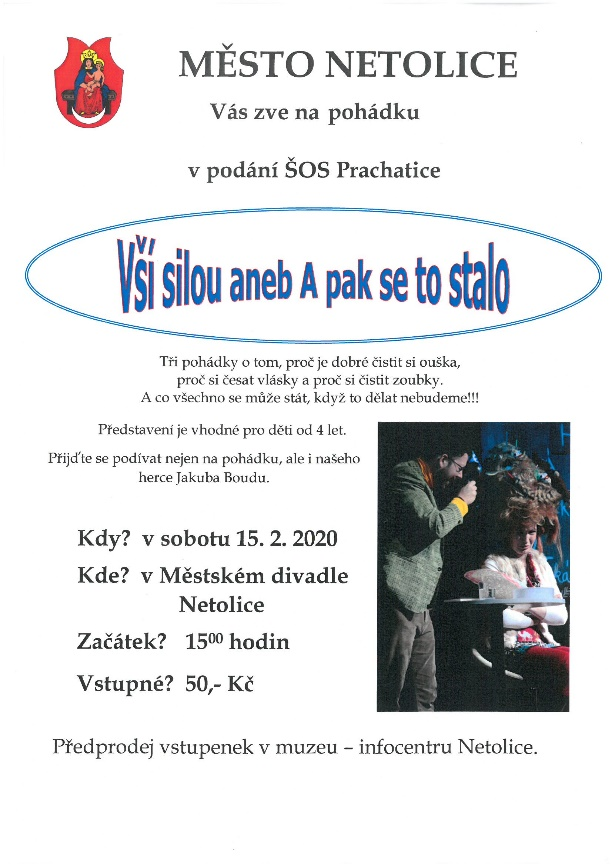 MĚSTO NETOLICE
Vás zve na pohádku
v podání ŠOS Prachatice
Vší silou aneb A pak se to stalo
Tři pohádky o tom, proč je dobré čistit si ouška,
proč si česat vlásky a proč si čistit zoubky.
A co všechno se může stát, když to dělat nebudeme!!!
Představení je vhodné pro děti od 4 let.
Přijďte se podívat nejen na pohádku, ale i našeho
herce Jakuba Boudu.
Kdy? v sobotu 15. 2. 2020
Kde? v Městském divadle
Netolice
Začátek? 15⁰⁰ hodin
Vstupné? 50,- Kč
Předprodej vstupenek v muzeu – infocentru Netolice.